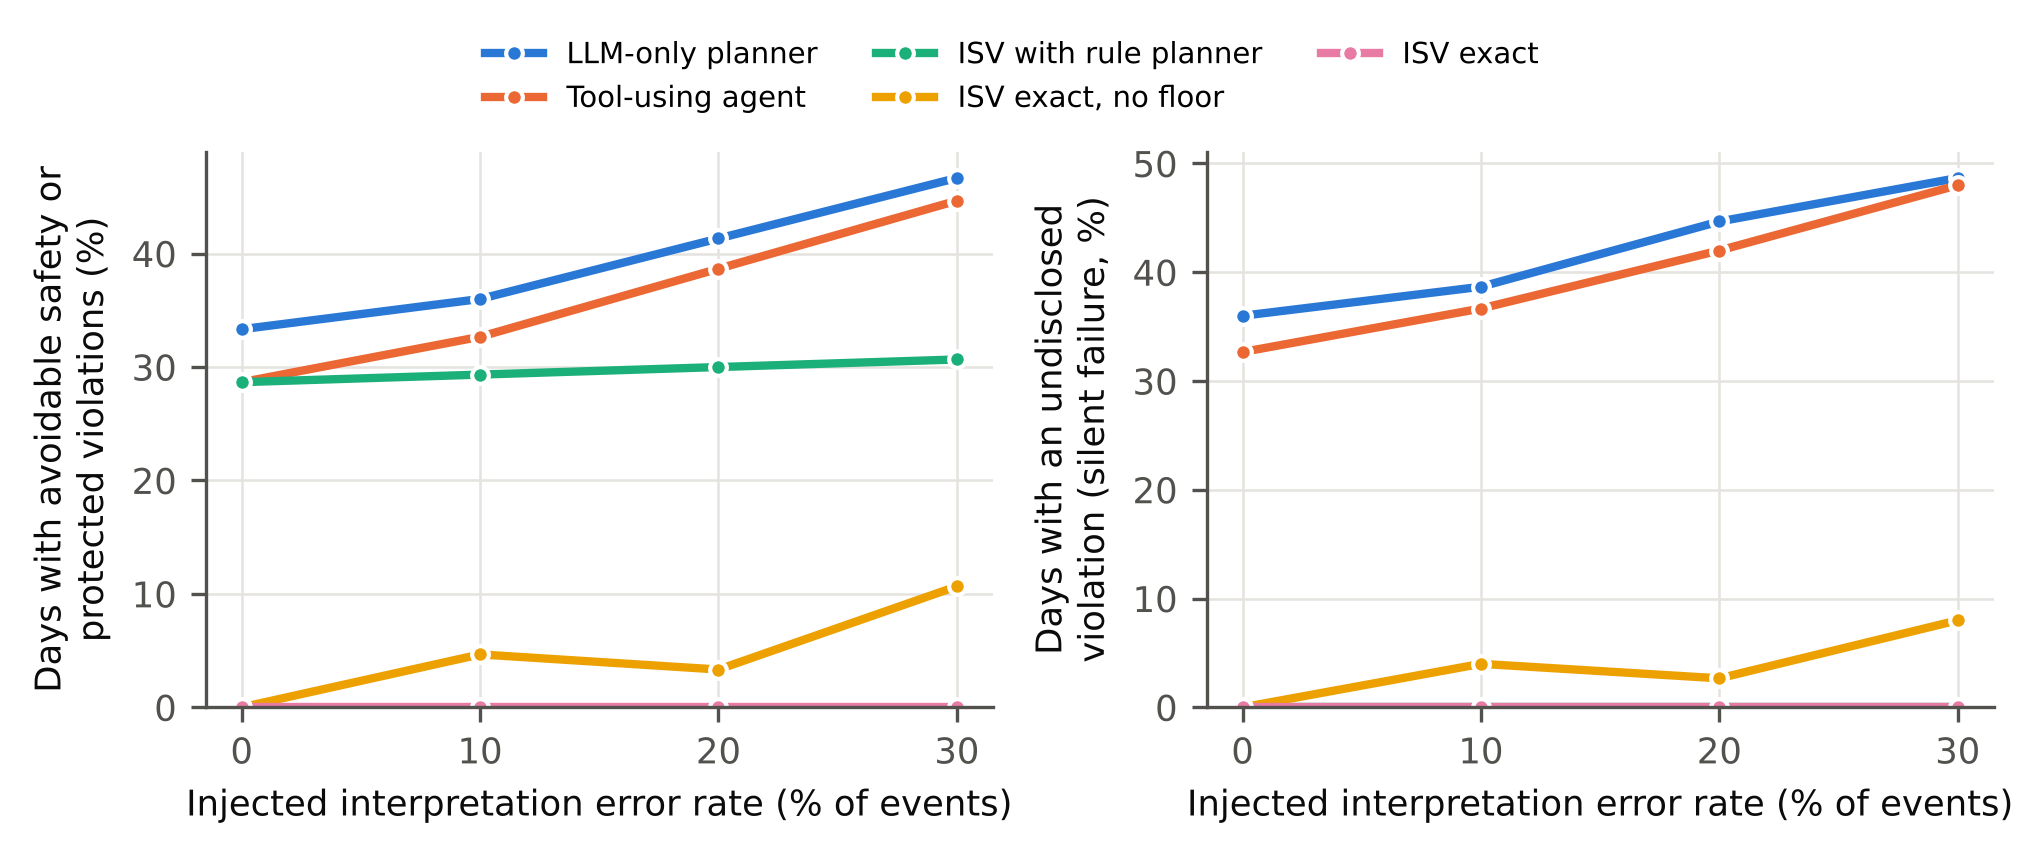 LLM-only planner
Tool-using agent
ISV with rule planner
ISV exact, no floor
ISV exact
Days with avoidable safety or
protected violations (%)
40
30
20
10
0
0 10 20 30
Injected interpretation error rate (% of events)
Days with an undisclosed
violation (silent failure, %)
50
40
30
20
10
0
0 10 20 30
Injected interpretation error rate (% of events)